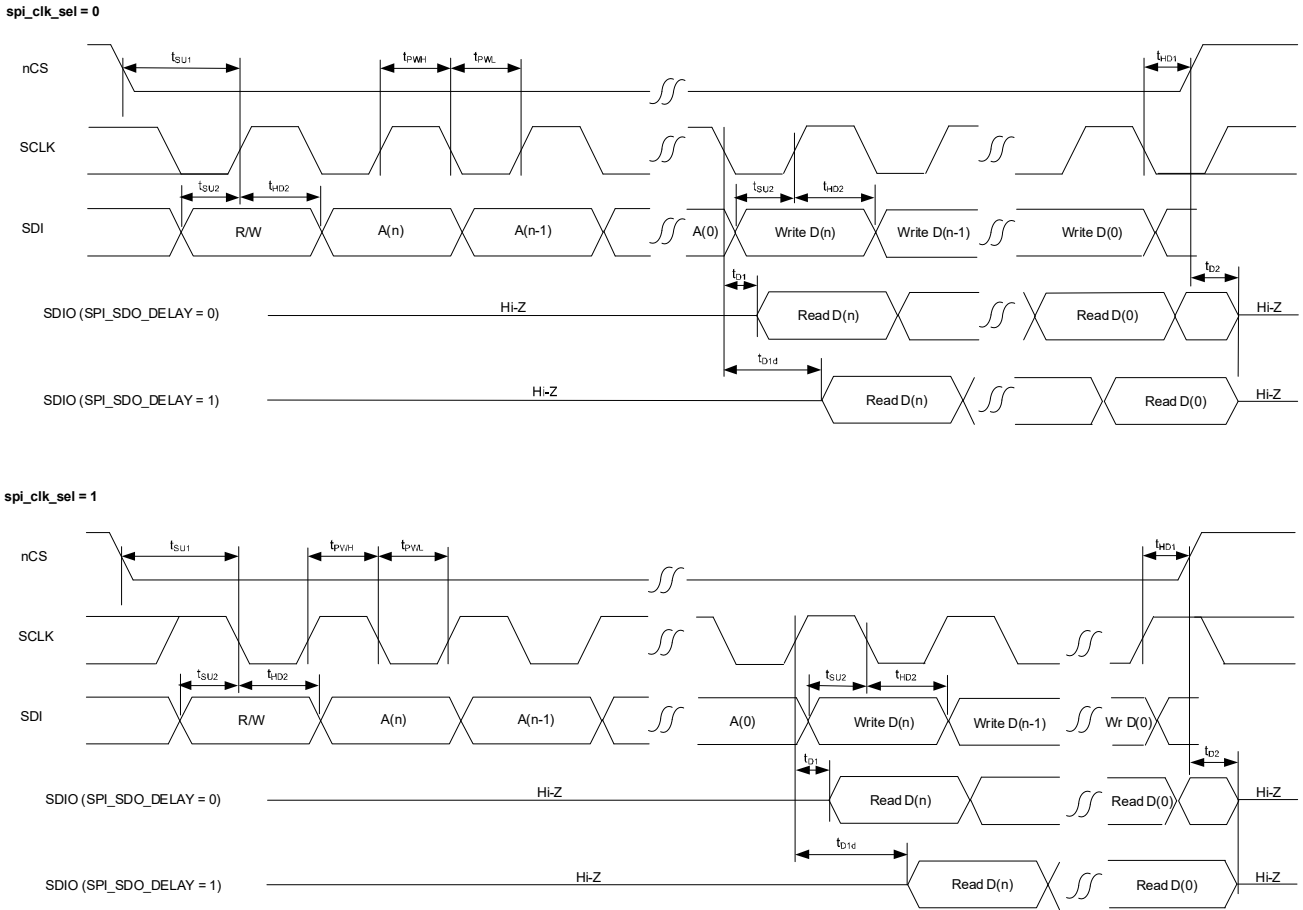 spi_clk_sel = 0
nCS
tSU1
tPWH
tPWL
tHD1
SCLK
tSU2
tHD2
tSU2
tHD2
SDI
R/W
A(n)
A(n-1)
A(0)
Write D(n)
Write D(n-1)
Write D(0)
tD1
tD2
SDIO (SPI_SDO_DELAY = 0)
Hi-Z
Read D(n)
Read D(0)
Hi-Z
tD1d
SDIO (SPI_SDO_DELAY = 1)
Hi-Z
Read D(n)
Read D(0)
Hi-Z
spi_clk_sel = 1
nCS
tSU1
tPWH
tPWL
tHD1
SCLK
tSU2
tHD2
tSU2
tHD2
SDI
R/W
A(n)
A(n-1)
A(0)
Write D(n)
Write D(n-1)
Wr D(0)
tD1
tD2
SDIO (SPI_SDO_DELAY = 0)
Hi-Z
Read D(n)
Read D(0)
Hi-Z
tD1d
SDIO (SPI_SDO_DELAY = 1)
Hi-Z
Read D(n)
Read D(0)
Hi-Z